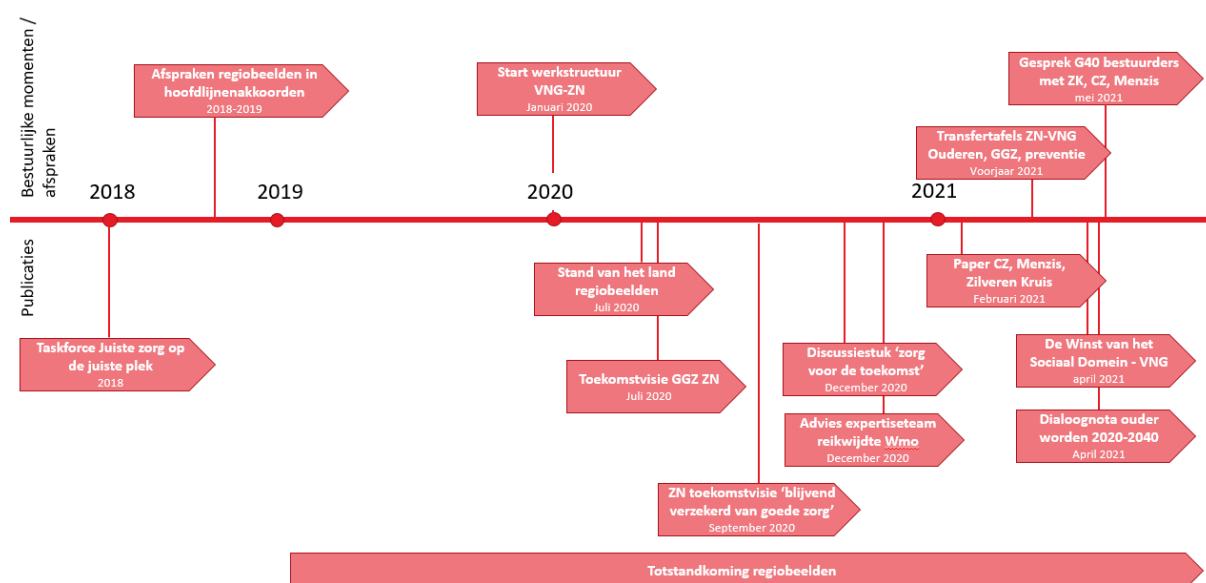 Bestuurlijke momenten /
afspraken
Afspraken regiobeelden in
hoofdlijnenakkoorden
2018-2019
Start werkstructuur
VNG-ZN
Januari 2020
Gesprek G40 bestuurders
met ZK, CZ, Menzis
mei 2021
Transfertafels ZN-VNG
Ouderen, GGZ, preventie
Voorjaar 2021
2018
2019
2020
2021
Publicaties
Taskforce Juiste zorg op
de juiste plek
2018
Stand van het land
regiobeelden
Juli 2020
Toekomstvisie GGZ ZN
Juli 2020
ZN toekomstvisie ‘blijvend
verzekerd van goede zorg’
September 2020
Discussiestuk ‘zorg
voor de toekomst’
December 2020
Advies expertiseteam
reikwijdte Wmo
December 2020
Paper CZ, Menzis,
Zilveren Kruis
Februari 2021
De Winst van het
Sociaal Domein - VNG
april 2021
Dialoognota ouder
worden 2020-2040
April 2021
Totstandkoming regiobeelden